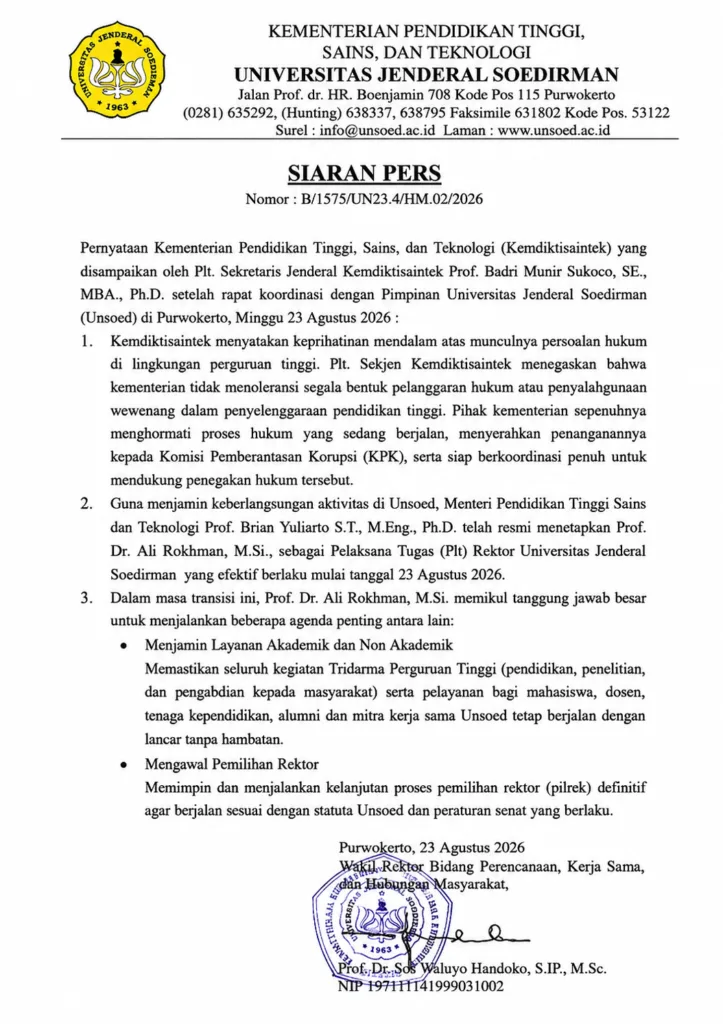 UNIVERSITAS JENDERAL SOEDIRMAN
1963
KEMENTERIAN PENDIDIKAN TINGGI,
SAINS, DAN TEKNOLOGI
UNIVERSITAS JENDERAL SOEDIRMAN
Jalan Prof. dr. HR. Boenjamin 708 Kode Pos 115 Purwokerto
(0281) 635292, (Hunting) 638337, 638795 Faksimile 631802 Kode Pos. 53122
Surel : info@unsoed.ac.id Laman : www.unsoed.ac.id
SIARAN PERS
Nomor : B/1575/UN23.4/HM.02/2026
Pernyataan Kementerian Pendidikan Tinggi, Sains, dan Teknologi (Kemdiktisaintek) yang
disampaikan oleh Plt. Sekretaris Jenderal Kemdiktisaintek Prof. Badri Munir Sukoco, SE.,
MBA., Ph.D. setelah rapat koordinasi dengan Pimpinan Universitas Jenderal Soedirman
(Unsoed) di Purwokerto, Minggu 23 Agustus 2026 :
1. Kemdiktisaintek menyatakan keprihatinan mendalam atas munculnya persoalan hukum
di lingkungan perguruan tinggi. Plt. Sekjen Kemdiktisaintek menegaskan bahwa
kementerian tidak menoleransi segala bentuk pelanggaran hukum atau penyalahgunaan
wewenang dalam penyelenggaraan pendidikan tinggi. Pihak kementerian sepenuhnya
menghormati proses hukum yang sedang berjalan, menyerahkan penanganannya
kepada Komisi Pemberantasan Korupsi (KPK), serta siap berkoordinasi penuh untuk
mendukung penegakan hukum tersebut.
2. Guna menjamin keberlangsungan aktivitas di Unsoed, Menteri Pendidikan Tinggi Sains
dan Teknologi Prof. Brian Yuliarto S.T., M.Eng., Ph.D. telah resmi menetapkan Prof.
Dr. Ali Rokhman, M.Si., sebagai Pelaksana Tugas (Plt) Rektor Universitas Jenderal
Soedirman yang efektif berlaku mulai tanggal 23 Agustus 2026.
3. Dalam masa transisi ini, Prof. Dr. Ali Rokhman, M.Si. memikul tanggung jawab besar
untuk menjalankan beberapa agenda penting antara lain:
• Menjamin Layanan Akademik dan Non Akademik
Memastikan seluruh kegiatan Tridarma Perguruan Tinggi (pendidikan, penelitian,
dan pengabdian kepada masyarakat) serta pelayanan bagi mahasiswa, dosen,
tenaga kependidikan, alumni dan mitra kerja sama Unsoed tetap berjalan dengan
lancar tanpa hambatan.
• Mengawal Pemilihan Rektor
Memimpin dan menjalankan kelanjutan proses pemilihan rektor (pilrek) definitif
agar berjalan sesuai dengan statuta Unsoed dan peraturan senat yang berlaku.
Purwokerto, 23 Agustus 2026
Wakil Rektor Bidang Perencanaan, Kerja Sama,
dan Hubungan Masyarakat,
UNIVERSITAS JENDERAL SOEDIRMAN
1963
Prof. Dr. Sos Waluyo Handoko, S.IP., M.Sc.
NIP 197111141999031002